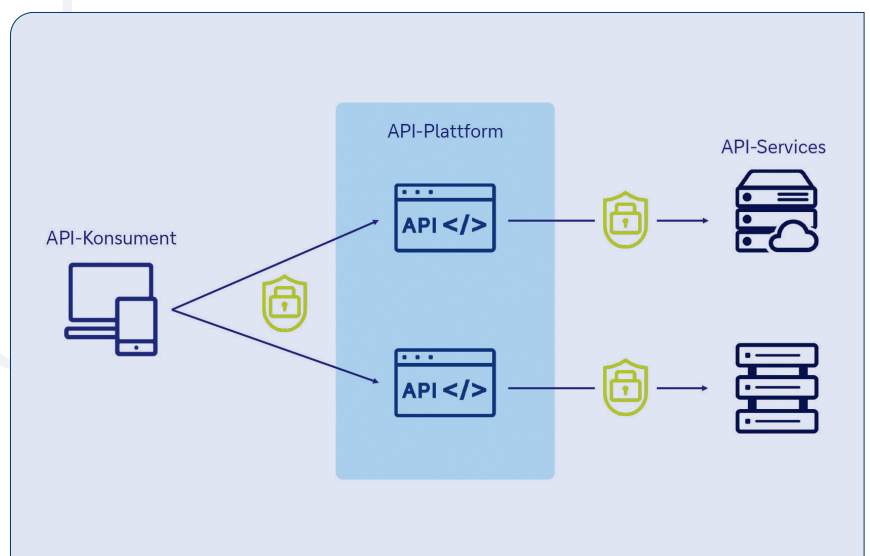 API-Plattform
API-Services
API </>
API-Konsument
API </>